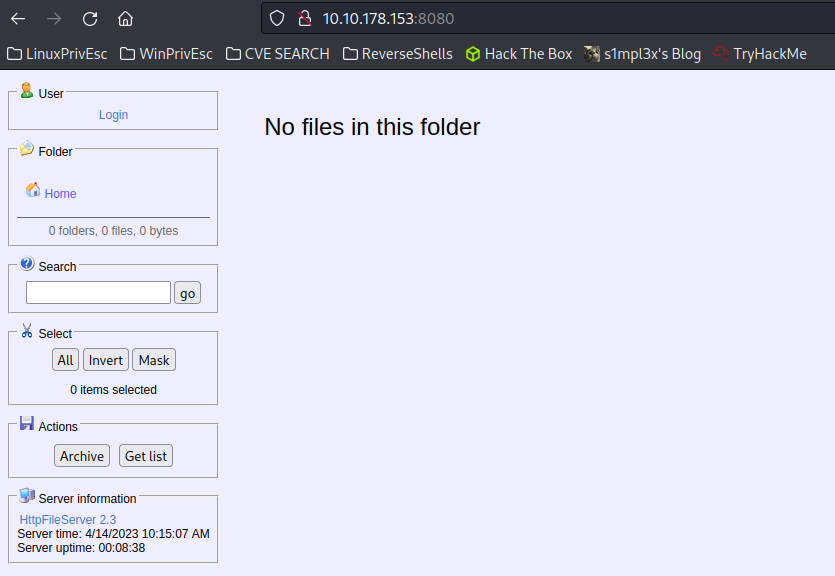 10.10.178.153:8080
LinuxPrivEsc WinPrivEsc CVE SEARCH ReverseShells Hack The Box s1mpl3x's Blog TryHackMe
User
Login
No files in this folder
Folder
Home
0 folders, 0 files, 0 bytes
Search
go
Select
All Invert Mask
0 items selected
Actions
Archive Get list
Server information
HttpFileServer 2.3
Server time: 4/14/2023 10:15:07 AM
Server uptime: 00:08:38